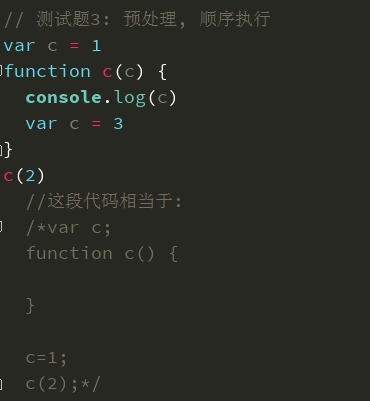 // 测试题3: 预处理, 顺序执行
var c = 1
function c(c) {
  console.log(c)
  var c = 3
}
c(2)
  //这段代码相当于:
  /*var c;
  function c() {
  }
  c=1;
  c(2);*/